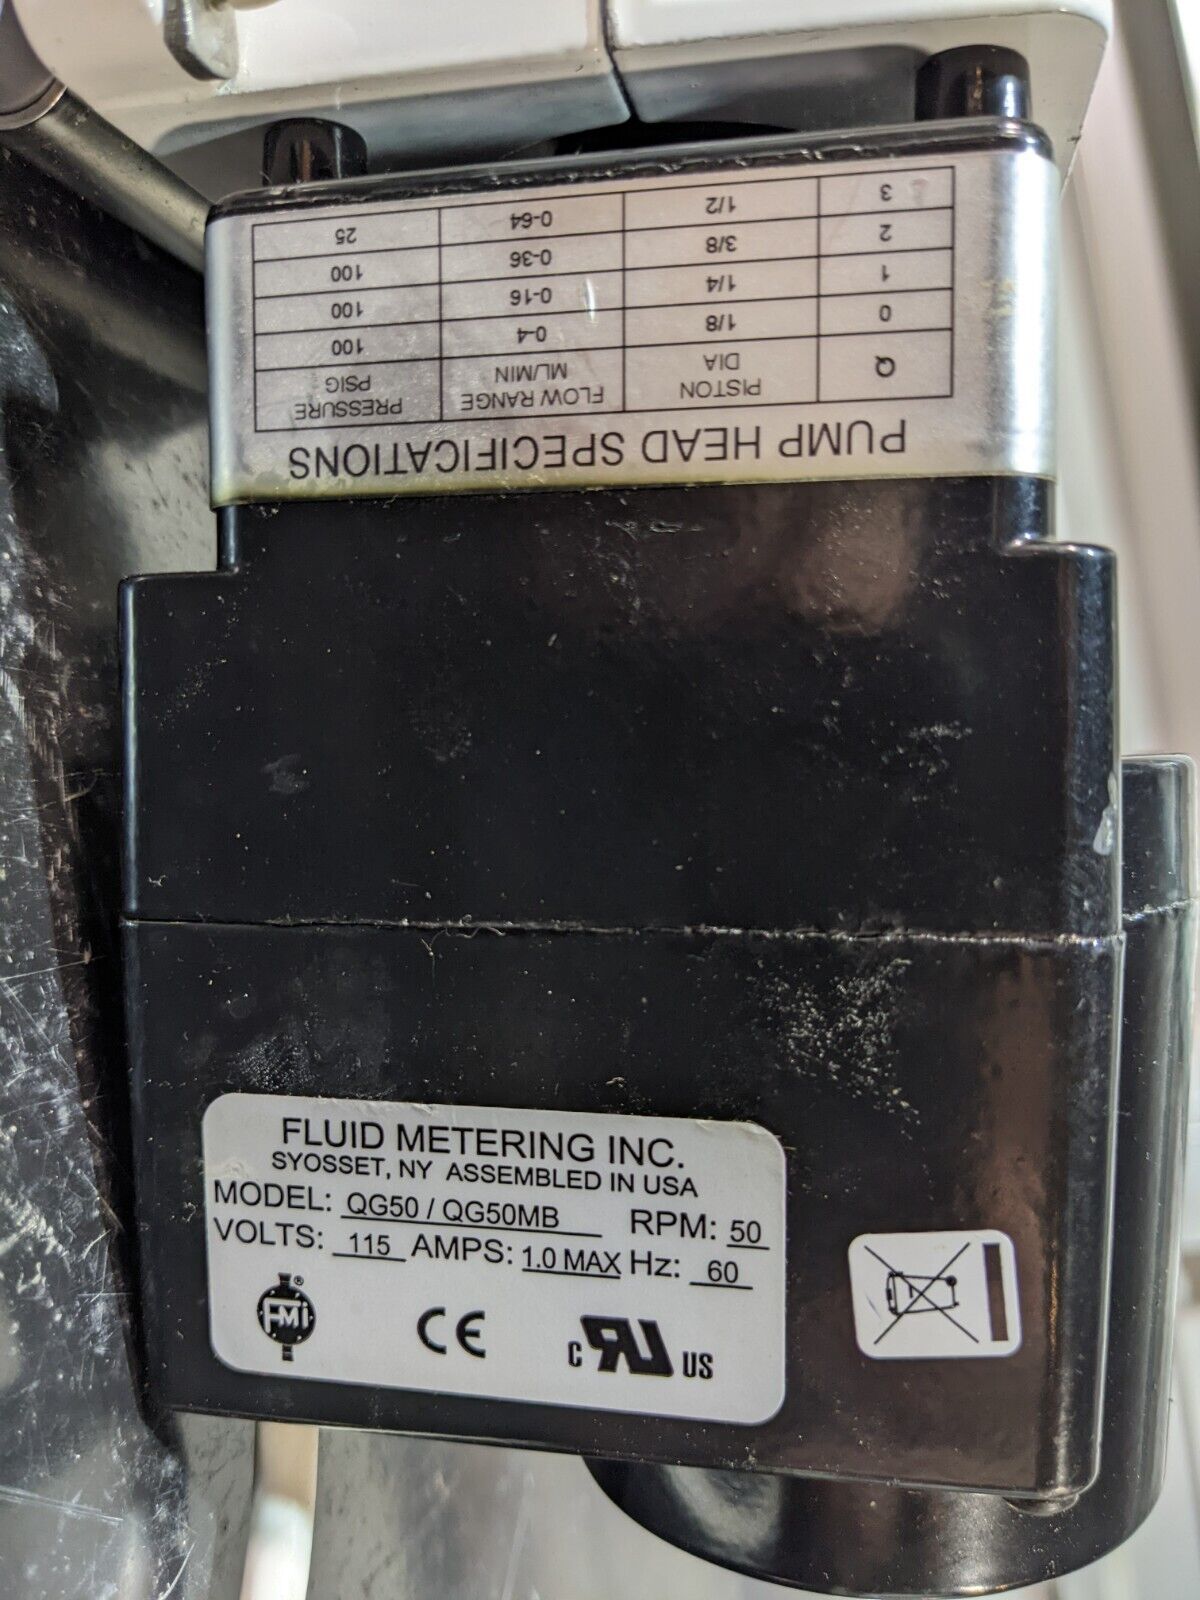 PUMP HEAD SPECIFICATIONS
Q PISTON DIA FLOW RANGE ML/MIN PRESSURE PSIG
0 1/8 0-4 100
1 1/4 0-16 100
2 3/8 0-36 100
3 1/2 0-64 25
FLUID METERING INC.
SYOSSET, NY ASSEMBLED IN USA
MODEL: QG50 / QG50MB RPM: 50
VOLTS: 115 AMPS: 1.0 MAX Hz: 60
FMI ® CE c RU US